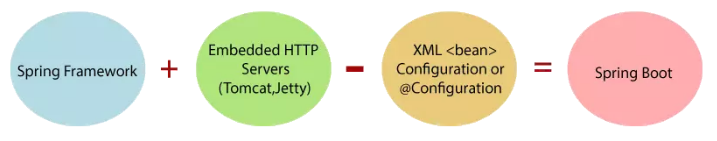 Spring Framework
+
Embedded HTTP
Servers
(Tomcat,Jetty)
-
XML <bean>
Configuration or
@Configuration
=
Spring Boot